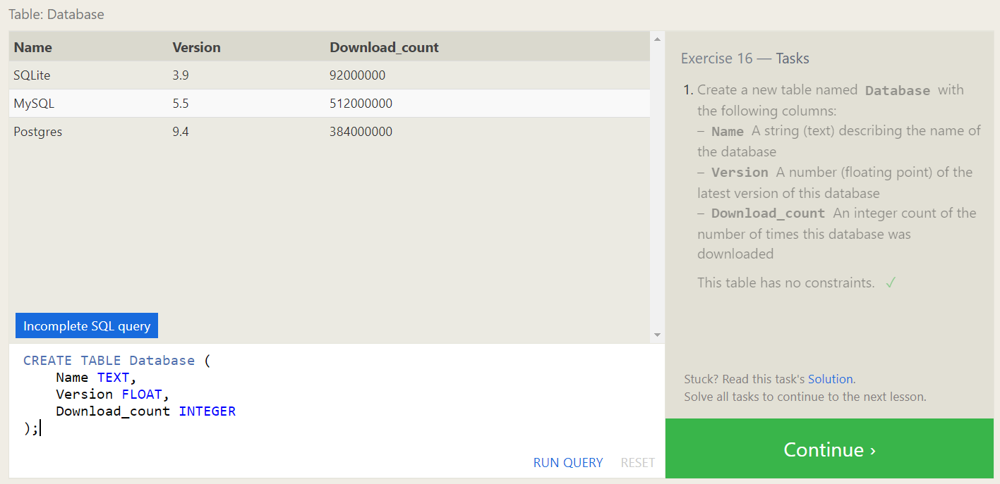 Table: Database
Name Version Download_count
SQLite 3.9 92000000
MySQL 5.5 512000000
Postgres 9.4 384000000
Incomplete SQL query
CREATE TABLE Database (
    Name TEXT,
    Version FLOAT,
    Download_count INTEGER
);
RUN QUERY RESET
Exercise 16 — Tasks
1. Create a new table named Database with
the following columns:
– Name A string (text) describing the name of
the database
– Version A number (floating point) of the
latest version of this database
– Download_count An integer count of the
number of times this database was
downloaded
This table has no constraints. ✓
Stuck? Read this task's Solution.
Solve all tasks to continue to the next lesson.
Continue ›